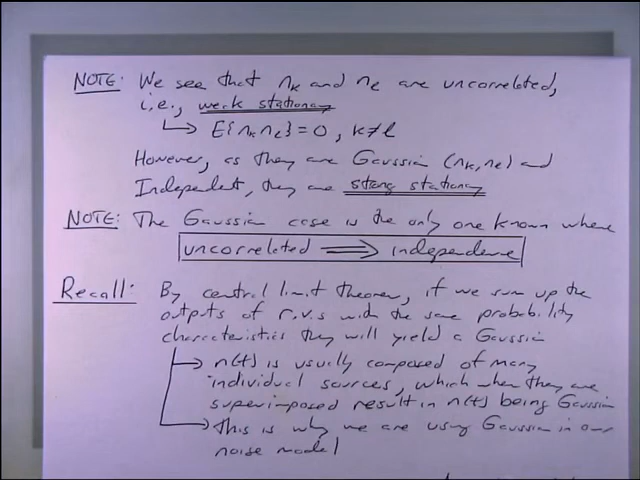 NOTE: We see that nk and nl are uncorrelated,
i.e., weak stationary
↳ E{nk nl} = 0, k≠l
However, as they are Gaussian (nk, nl) and
Independent, they are strong stationary
NOTE: The Gaussian case is the only one known where
uncorrelated ⟹ independence
Recall: By central limit theorem, if we sum up the
outputs of r.v.s with the same probability
characteristics they will yield a Gaussian
→ n(t) is usually composed of many
individual sources, which when they are
superimposed result in n(t) being Gaussian
→ This is why we are using Gaussian in our
noise model